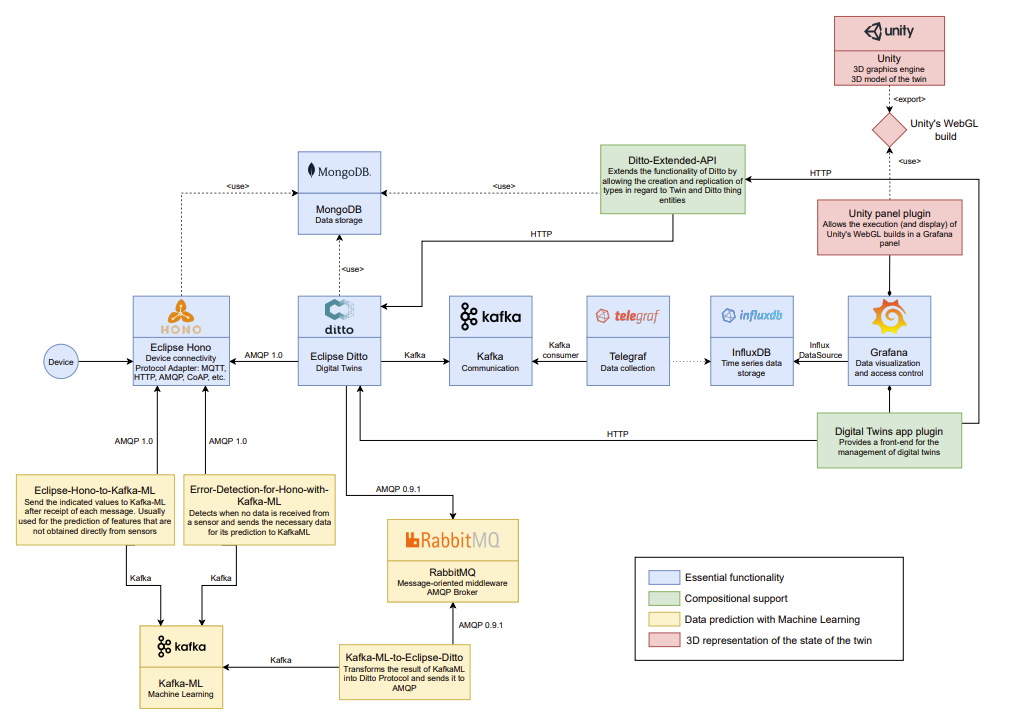 unity
Unity
3D graphics engine
3D model of the twin
<export>
Unity's WebGL
build
<use>
MongoDB.
MongoDB
Data storage
<use>
<use>
<use>
Ditto-Extended-API
Extends the functionality of Ditto by
allowing the creation and replication of
types in regard to Twin and Ditto thing
entities
HTTP
HTTP
Unity panel plugin
Allows the execution (and display) of
Unity's WebGL builds in a Grafana
panel
Device
HONO
Eclipse Hono
Device connectivity
Protocol Adapter: MQTT,
HTTP, AMQP, CoAP, etc.
AMQP 1.0
ditto
Eclipse Ditto
Digital Twins
Kafka
kafka
Kafka
Communication
Kafka
consumer
telegraf
Telegraf
Data collection
influxdb
InfluxDB
Time series data
storage
Influx
DataSource
Grafana
Data visualization
and access control
HTTP
Digital Twins app plugin
Provides a front-end for the
management of digital twins
AMQP 1.0
AMQP 1.0
Eclipse-Hono-to-Kafka-ML
Send the indicated values to Kafka-ML
after receipt of each message. Usually
used for the prediction of features that are
not obtained directly from sensors
Error-Detection-for-Hono-with-
Kafka-ML
Detects when no data is received from
a sensor and sends the necessary data
for its prediction to KafkaML
AMQP 0.9.1
RabbitMQ
RabbitMQ
Message-oriented middleware
AMQP Broker
AMQP 0.9.1
Kafka
Kafka
kafka
Kafka-ML
Machine Learning
Kafka
Kafka-ML-to-Eclipse-Ditto
Transforms the result of KafkaML
into Ditto Protocol and sends it to
AMQP
Essential functionality
Compositional support
Data prediction with Machine Learning
3D representation of the state of the twin